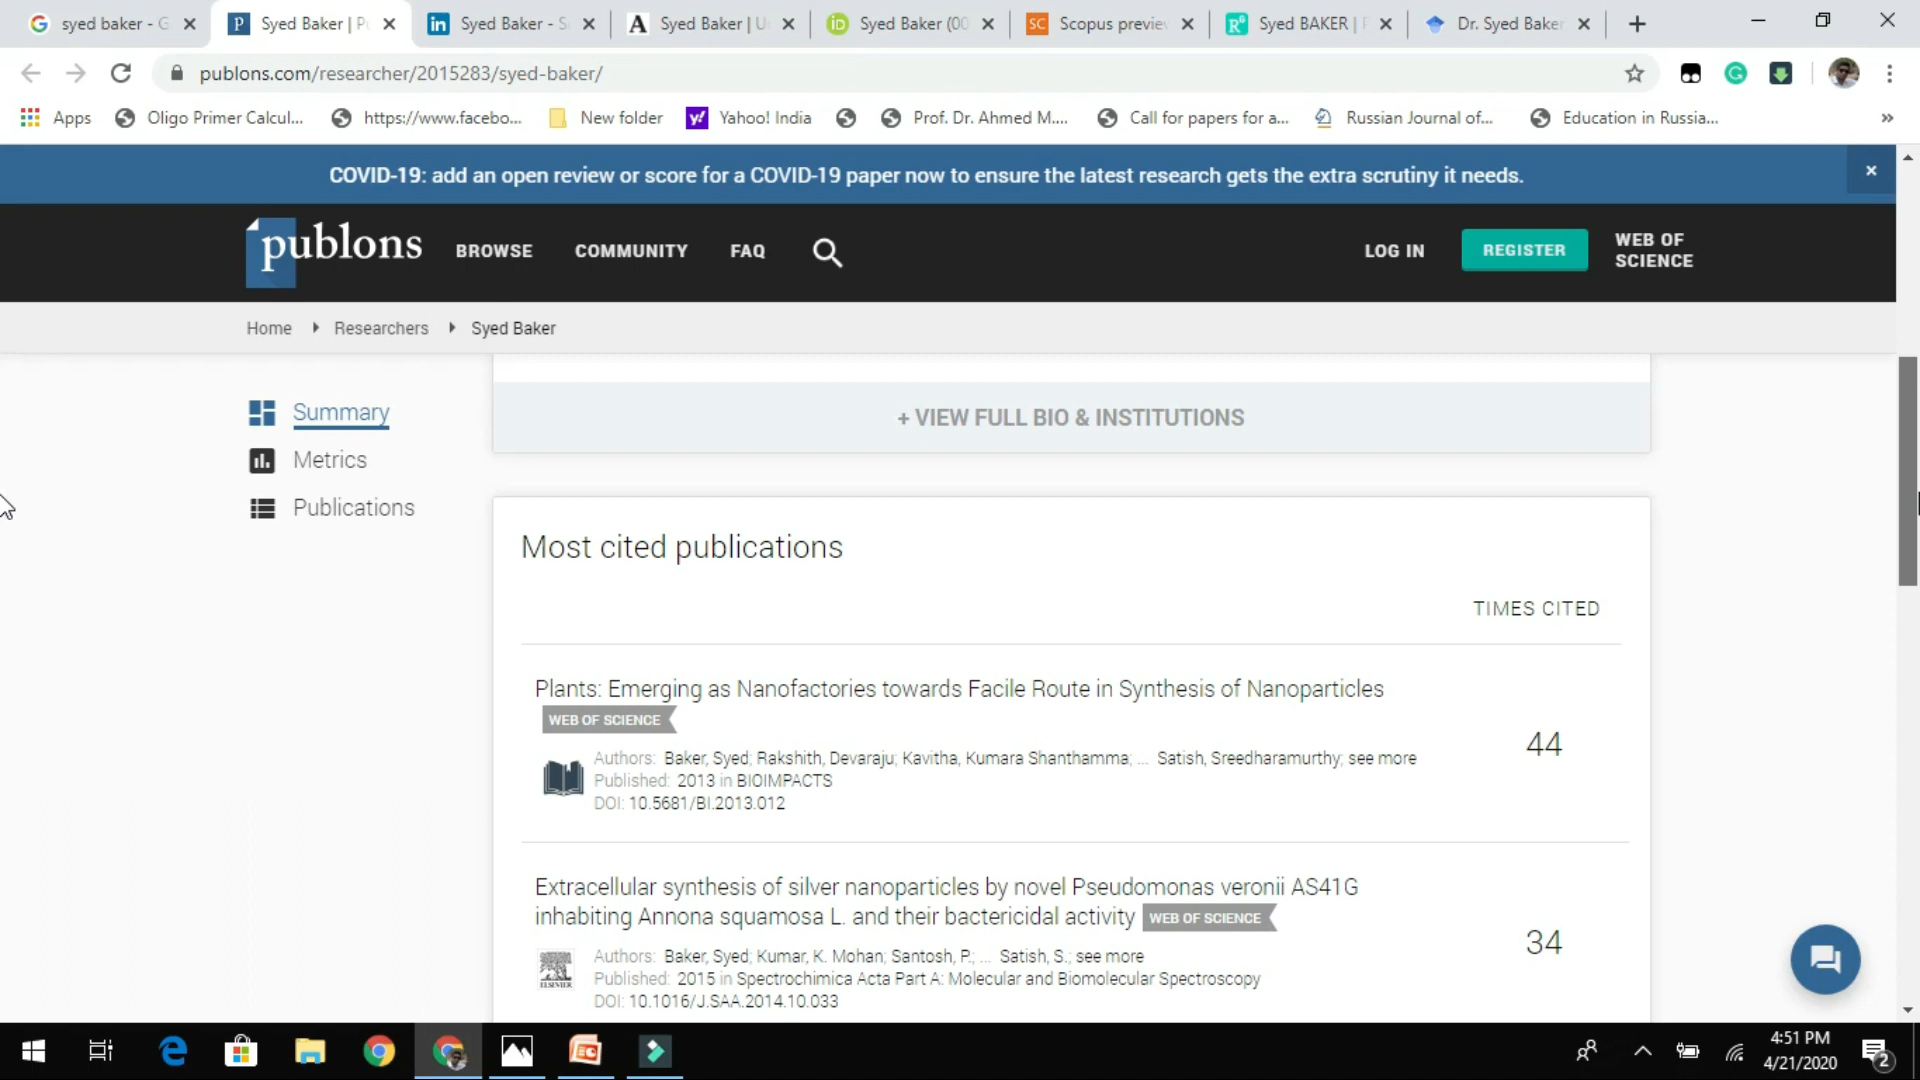 syed baker - G
Syed Baker | P
Syed Baker - S
Syed Baker | U
Syed Baker (00
Scopus preview
Syed BAKER | F
Dr. Syed Baker
publons.com/researcher/2015283/syed-baker/
Apps
Oligo Primer Calcul...
https://www.facebo...
New folder
Yahoo! India
Prof. Dr. Ahmed M....
Call for papers for a...
Russian Journal of...
Education in Russia...
COVID-19: add an open review or score for a COVID-19 paper now to ensure the latest research gets the extra scrutiny it needs.
publons
BROWSE
COMMUNITY
FAQ
LOG IN
REGISTER
WEB OF
SCIENCE
Home
Researchers
Syed Baker
Summary
Metrics
Publications
+ VIEW FULL BIO & INSTITUTIONS
Most cited publications
TIMES CITED
Plants: Emerging as Nanofactories towards Facile Route in Synthesis of Nanoparticles
WEB OF SCIENCE
Authors: Baker, Syed; Rakshith, Devaraju; Kavitha, Kumara Shanthamma; ... Satish, Sreedharamurthy; see more
Published: 2013 in BIOIMPACTS
DOI: 10.5681/BI.2013.012
44
Extracellular synthesis of silver nanoparticles by novel Pseudomonas veronii AS41G
inhabiting Annona squamosa L. and their bactericidal activity WEB OF SCIENCE
Authors: Baker, Syed; Kumar, K. Mohan; Santosh, P.; ... Satish, S.; see more
Published: 2015 in Spectrochimica Acta Part A: Molecular and Biomolecular Spectroscopy
DOI: 10.1016/J.SAA.2014.10.033
ELSEVIER
34
4:51 PM
4/21/2020
2